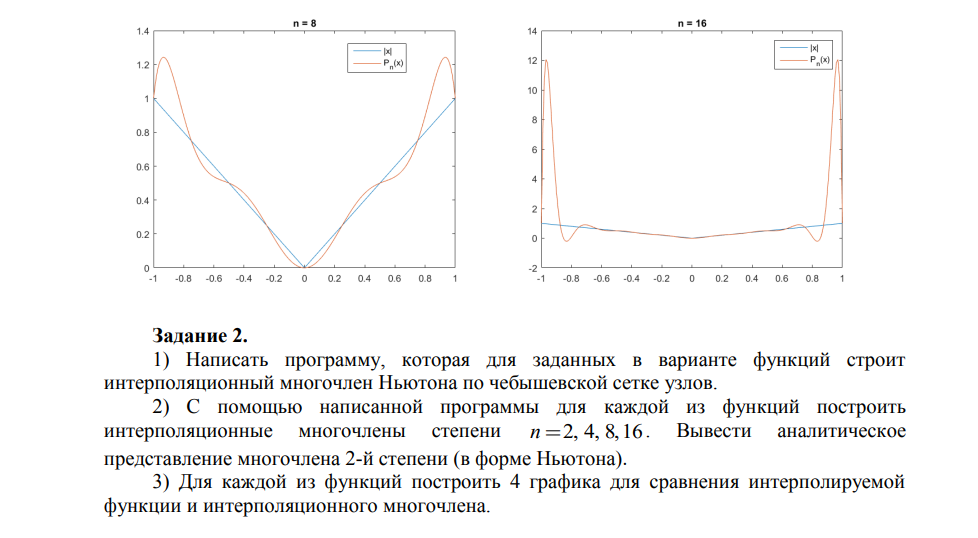 n = 8
1.4
1.2
1
0.8
0.6
0.4
0.2
0
-1 -0.8 -0.6 -0.4 -0.2 0 0.2 0.4 0.6 0.8 1
|x|
Pn(x)
n = 16
14
12
10
8
6
4
2
0
-2
-1 -0.8 -0.6 -0.4 -0.2 0 0.2 0.4 0.6 0.8 1
|x|
Pn(x)
Задание 2.
1) Написать программу, которая для заданных в варианте функций строит
интерполяционный многочлен Ньютона по чебышевской сетке узлов.
2) С помощью написанной программы для каждой из функций построить
интерполяционные многочлены степени n=2, 4, 8,16. Вывести аналитическое
представление многочлена 2-й степени (в форме Ньютона).
3) Для каждой из функций построить 4 графика для сравнения интерполируемой
функции и интерполяционного многочлена.